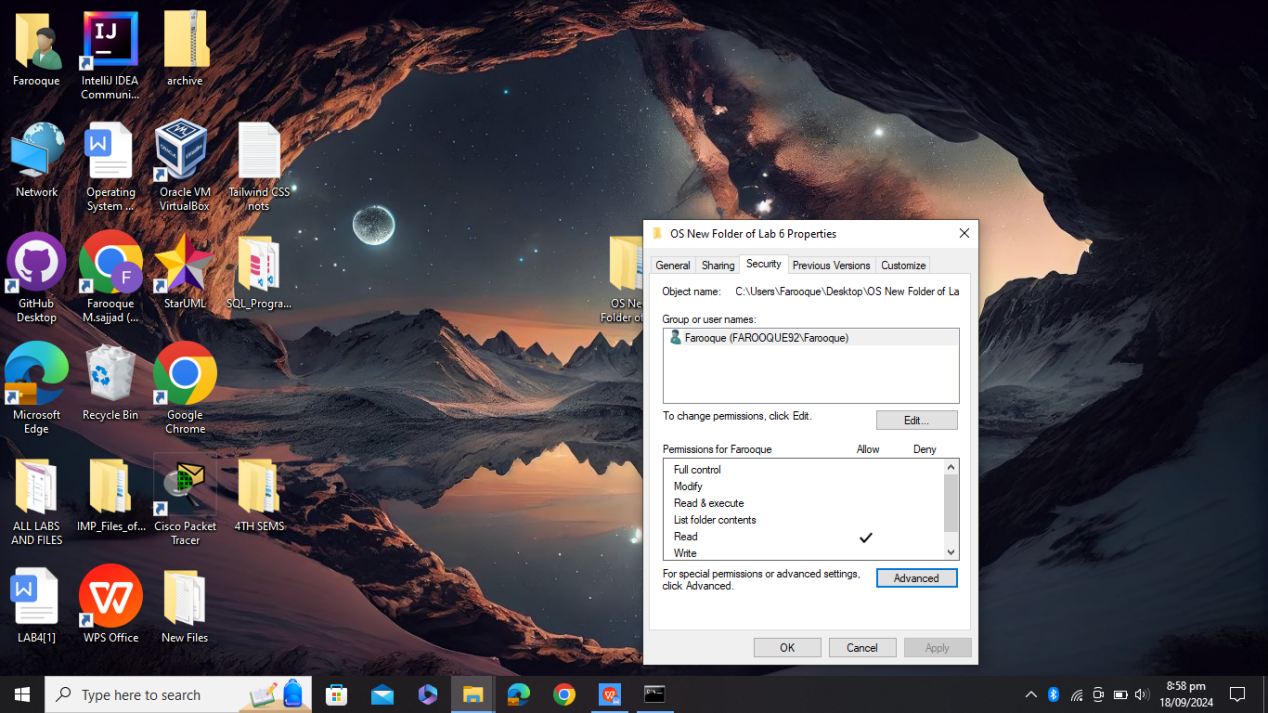 Farooque
IntelliJ IDEA
Communi...
archive
Network
Operating
System ...
Oracle VM
VirtualBox
Tailwind CSS
nots
GitHub
Desktop
Farooque
M.sajjad (...
StarUML
SQL_Progra...
OS Ne
Folder of
Microsoft
Edge
Recycle Bin
Google
Chrome
ALL LABS
AND FILES
IMP_Files_of...
Cisco Packet
Tracer
4TH SEMS
LAB4[1]
WPS Office
New Files
OS New Folder of Lab 6 Properties
General Sharing Security Previous Versions Customize
Object name: C:\Users\Farooque\Desktop\OS New Folder of La
Group or user names:
Farooque (FAROOQUE92\Farooque)
To change permissions, click Edit.
Edit...
Permissions for Farooque Allow Deny
Full control
Modify
Read & execute
List folder contents
Read
Write
For special permissions or advanced settings,
click Advanced.
Advanced
OK Cancel Apply
Type here to search
8:58 pm
18/09/2024